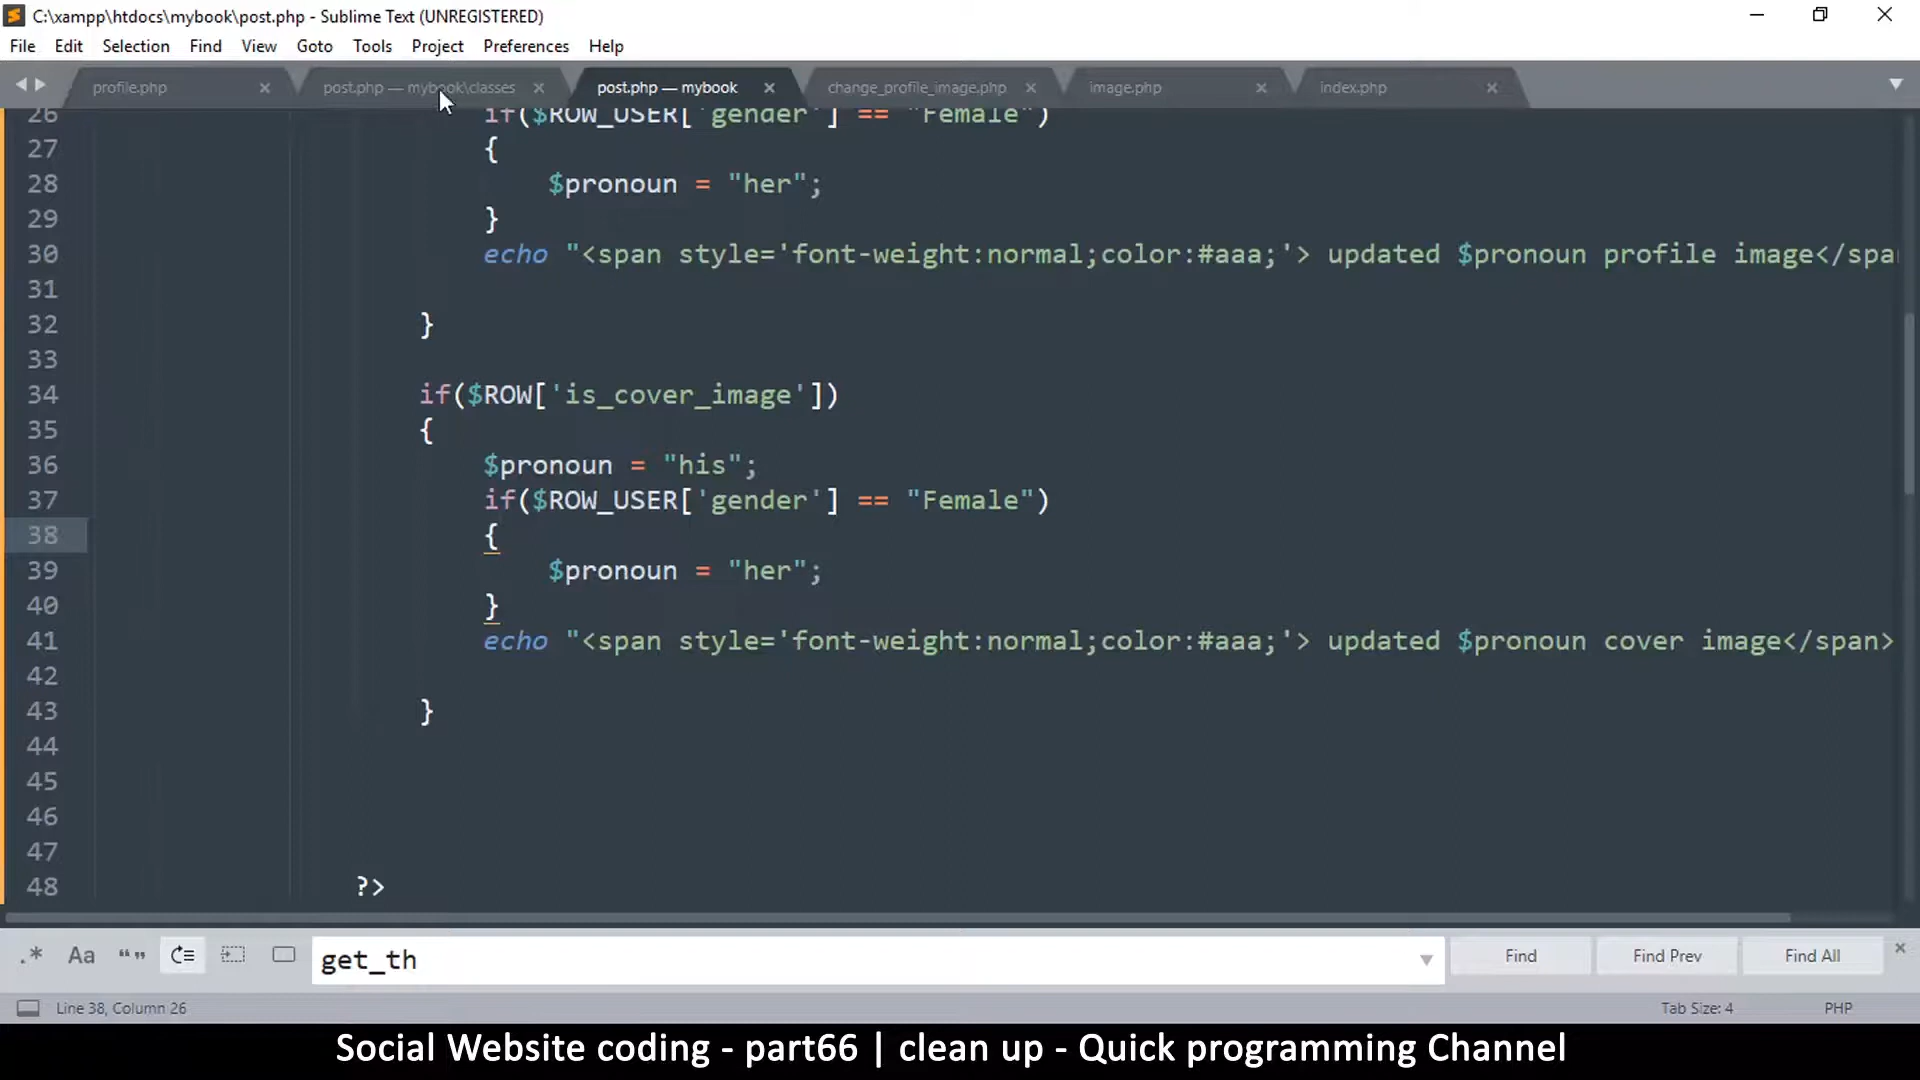 C:\xampp\htdocs\mybook\post.php - Sublime Text (UNREGISTERED)
File Edit Selection Find View Goto Tools Project Preferences Help
profile.php post.php — mybook\classes post.php — mybook change_profile_image.php image.php index.php
26 if($ROW_USER['gender'] == "Female")
27 {
28 $pronoun = "her";
29 }
30 echo "<span style='font-weight:normal;color:#aaa;'> updated $pronoun profile image</spa
31
32 }
33
34 if($ROW['is_cover_image'])
35 {
36 $pronoun = "his";
37 if($ROW_USER['gender'] == "Female")
38 {
39 $pronoun = "her";
40 }
41 echo "<span style='font-weight:normal;color:#aaa;'> updated $pronoun cover image</span>
42
43 }
44
45
46
47
48 ?>
.* Aa “” get_th Find Find Prev Find All
Line 38, Column 26 Tab Size: 4 PHP
Social Website coding - part66 | clean up - Quick programming Channel